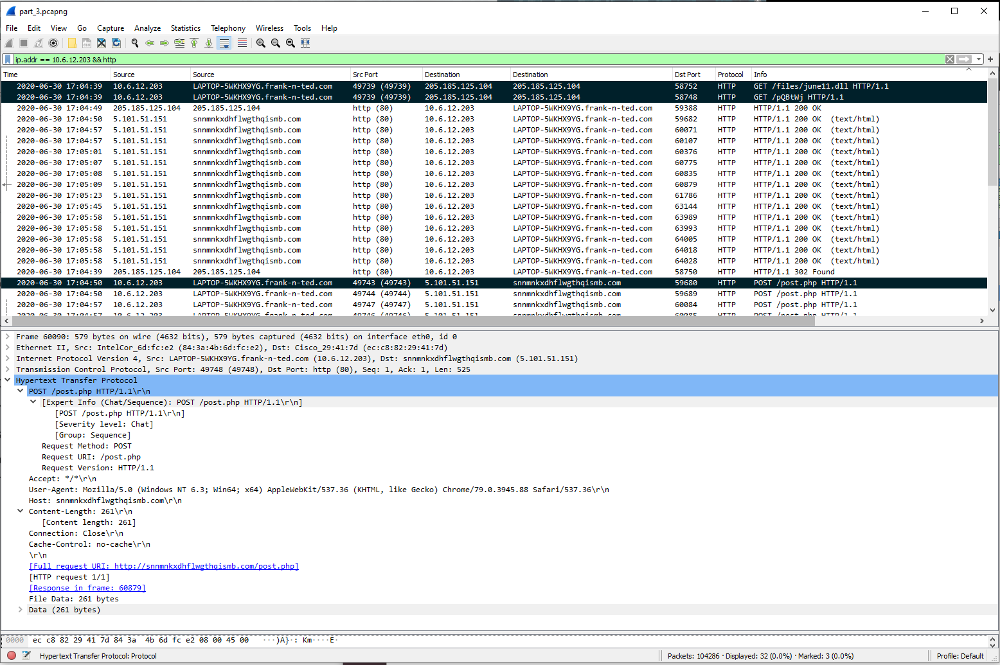 part_3.pcapng
File Edit View Go Capture Analyze Statistics Telephony Wireless Tools Help
ip.addr == 10.6.12.203 && http
Time Source Source Src Port Destination Destination Dst Port Protocol Info
2020-06-30 17:04:39 10.6.12.203 LAPTOP-5WKHX9YG.frank-n-ted.com 49739 (49739) 205.185.125.104 205.185.125.104 58752 HTTP GET /files/june11.dll HTTP/1.1
2020-06-30 17:04:39 10.6.12.203 LAPTOP-5WKHX9YG.frank-n-ted.com 49739 (49739) 205.185.125.104 205.185.125.104 58748 HTTP GET /pQBtWj HTTP/1.1
2020-06-30 17:04:49 205.185.125.104 205.185.125.104 http (80) 10.6.12.203 LAPTOP-5WKHX9YG.frank-n-ted.com 59388 HTTP HTTP/1.1 200 OK
2020-06-30 17:04:50 5.101.51.151 snnmnkxdhflwgthqismb.com http (80) 10.6.12.203 LAPTOP-5WKHX9YG.frank-n-ted.com 59682 HTTP HTTP/1.1 200 OK (text/html)
2020-06-30 17:04:57 5.101.51.151 snnmnkxdhflwgthqismb.com http (80) 10.6.12.203 LAPTOP-5WKHX9YG.frank-n-ted.com 60071 HTTP HTTP/1.1 200 OK (text/html)
2020-06-30 17:04:57 5.101.51.151 snnmnkxdhflwgthqismb.com http (80) 10.6.12.203 LAPTOP-5WKHX9YG.frank-n-ted.com 60107 HTTP HTTP/1.1 200 OK (text/html)
2020-06-30 17:05:01 5.101.51.151 snnmnkxdhflwgthqismb.com http (80) 10.6.12.203 LAPTOP-5WKHX9YG.frank-n-ted.com 60376 HTTP HTTP/1.1 200 OK (text/html)
2020-06-30 17:05:07 5.101.51.151 snnmnkxdhflwgthqismb.com http (80) 10.6.12.203 LAPTOP-5WKHX9YG.frank-n-ted.com 60775 HTTP HTTP/1.1 200 OK (text/html)
2020-06-30 17:05:08 5.101.51.151 snnmnkxdhflwgthqismb.com http (80) 10.6.12.203 LAPTOP-5WKHX9YG.frank-n-ted.com 60835 HTTP HTTP/1.1 200 OK (text/html)
2020-06-30 17:05:09 5.101.51.151 snnmnkxdhflwgthqismb.com http (80) 10.6.12.203 LAPTOP-5WKHX9YG.frank-n-ted.com 60879 HTTP HTTP/1.1 200 OK (text/html)
2020-06-30 17:05:23 5.101.51.151 snnmnkxdhflwgthqismb.com http (80) 10.6.12.203 LAPTOP-5WKHX9YG.frank-n-ted.com 61786 HTTP HTTP/1.1 200 OK (text/html)
2020-06-30 17:05:45 5.101.51.151 snnmnkxdhflwgthqismb.com http (80) 10.6.12.203 LAPTOP-5WKHX9YG.frank-n-ted.com 63144 HTTP HTTP/1.1 200 OK (text/html)
2020-06-30 17:05:58 5.101.51.151 snnmnkxdhflwgthqismb.com http (80) 10.6.12.203 LAPTOP-5WKHX9YG.frank-n-ted.com 63989 HTTP HTTP/1.1 200 OK (text/html)
2020-06-30 17:05:58 5.101.51.151 snnmnkxdhflwgthqismb.com http (80) 10.6.12.203 LAPTOP-5WKHX9YG.frank-n-ted.com 63993 HTTP HTTP/1.1 200 OK (text/html)
2020-06-30 17:05:58 5.101.51.151 snnmnkxdhflwgthqismb.com http (80) 10.6.12.203 LAPTOP-5WKHX9YG.frank-n-ted.com 64005 HTTP HTTP/1.1 200 OK (text/html)
2020-06-30 17:05:58 5.101.51.151 snnmnkxdhflwgthqismb.com http (80) 10.6.12.203 LAPTOP-5WKHX9YG.frank-n-ted.com 64018 HTTP HTTP/1.1 200 OK (text/html)
2020-06-30 17:05:58 5.101.51.151 snnmnkxdhflwgthqismb.com http (80) 10.6.12.203 LAPTOP-5WKHX9YG.frank-n-ted.com 64028 HTTP HTTP/1.1 200 OK (text/html)
2020-06-30 17:04:39 205.185.125.104 205.185.125.104 http (80) 10.6.12.203 LAPTOP-5WKHX9YG.frank-n-ted.com 58750 HTTP HTTP/1.1 302 Found
2020-06-30 17:04:50 10.6.12.203 LAPTOP-5WKHX9YG.frank-n-ted.com 49743 (49743) 5.101.51.151 snnmnkxdhflwgthqismb.com 59680 HTTP POST /post.php HTTP/1.1
2020-06-30 17:04:50 10.6.12.203 LAPTOP-5WKHX9YG.frank-n-ted.com 49744 (49744) 5.101.51.151 snnmnkxdhflwgthqismb.com 59689 HTTP POST /post.php HTTP/1.1
2020-06-30 17:04:57 10.6.12.203 LAPTOP-5WKHX9YG.frank-n-ted.com 49747 (49747) 5.101.51.151 snnmnkxdhflwgthqismb.com 60084 HTTP POST /post.php HTTP/1.1
2020-06-30 17:04:57 10.6.12.203 LAPTOP-5WKHX9YG.frank-n-ted.com 49746 (49746) 5.101.51.151 snnmnkxdhflwgthqismb.com 60085 HTTP POST /post.php HTTP/1.1
Frame 60090: 579 bytes on wire (4632 bits), 579 bytes captured (4632 bits) on interface eth0, id 0
Ethernet II, Src: IntelCor_6d:fc:e2 (84:3a:4b:6d:fc:e2), Dst: Cisco_29:41:7d (ec:c8:82:29:41:7d)
Internet Protocol Version 4, Src: LAPTOP-5WKHX9YG.frank-n-ted.com (10.6.12.203), Dst: snnmnkxdhflwgthqismb.com (5.101.51.151)
Transmission Control Protocol, Src Port: 49748 (49748), Dst Port: http (80), Seq: 1, Ack: 1, Len: 525
Hypertext Transfer Protocol
POST /post.php HTTP/1.1\r\n
[Expert Info (Chat/Sequence): POST /post.php HTTP/1.1\r\n]
[POST /post.php HTTP/1.1\r\n]
[Severity level: Chat]
[Group: Sequence]
Request Method: POST
Request URI: /post.php
Request Version: HTTP/1.1
Accept: */*\r\n
User-Agent: Mozilla/5.0 (Windows NT 6.3; Win64; x64) AppleWebKit/537.36 (KHTML, like Gecko) Chrome/79.0.3945.88 Safari/537.36\r\n
Host: snnmnkxdhflwgthqismb.com\r\n
Content-Length: 261\r\n
[Content length: 261]
Connection: Close\r\n
Cache-Control: no-cache\r\n
\r\n
[Full request URI: http://snnmnkxdhflwgthqismb.com/post.php]
[HTTP request 1/1]
[Response in frame: 60879]
File Data: 261 bytes
Data (261 bytes)
0000 ec c8 82 29 41 7d 84 3a 4b 6d fc e2 08 00 45 00 ···)A}·: Km····E·
Hypertext Transfer Protocol: Protocol
Packets: 104286 · Displayed: 32 (0.0%) · Marked: 3 (0.0%)
Profile: Default